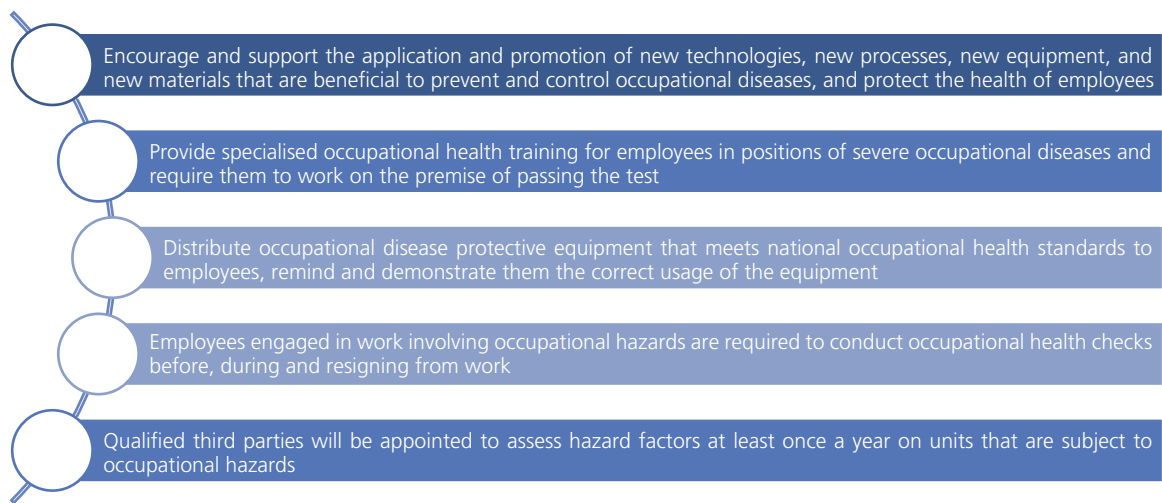 Encourage and support the application and promotion of new technologies, new processes, new equipment, and
new materials that are beneficial to prevent and control occupational diseases, and protect the health of employees
Provide specialised occupational health training for employees in positions of severe occupational diseases and
require them to work on the premise of passing the test
Distribute occupational disease protective equipment that meets national occupational health standards to
employees, remind and demonstrate them the correct usage of the equipment
Employees engaged in work involving occupational hazards are required to conduct occupational health checks
before, during and resigning from work
Qualified third parties will be appointed to assess hazard factors at least once a year on units that are subject to
occupational hazards